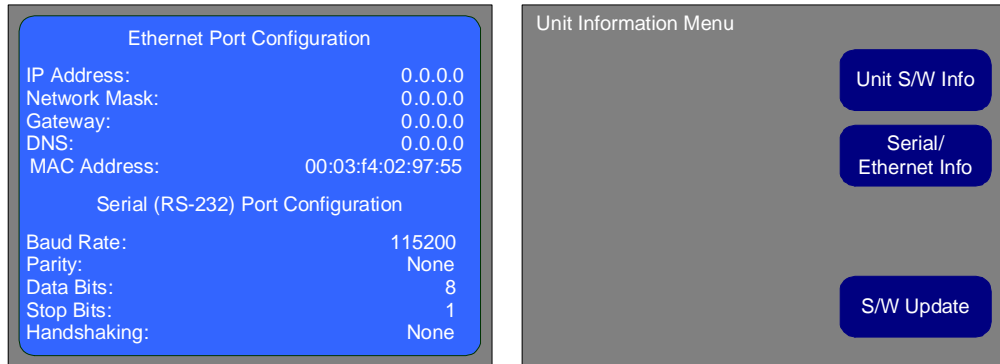 Ethernet Port Configuration
IP Address: 0.0.0.0
Network Mask: 0.0.0.0
Gateway: 0.0.0.0
DNS: 0.0.0.0
MAC Address: 00:03:f4:02:97:55
Serial (RS-232) Port Configuration
Baud Rate: 115200
Parity: None
Data Bits: 8
Stop Bits: 1
Handshaking: None
Unit Information Menu
Unit S/W Info
Serial/
Ethernet Info
S/W Update